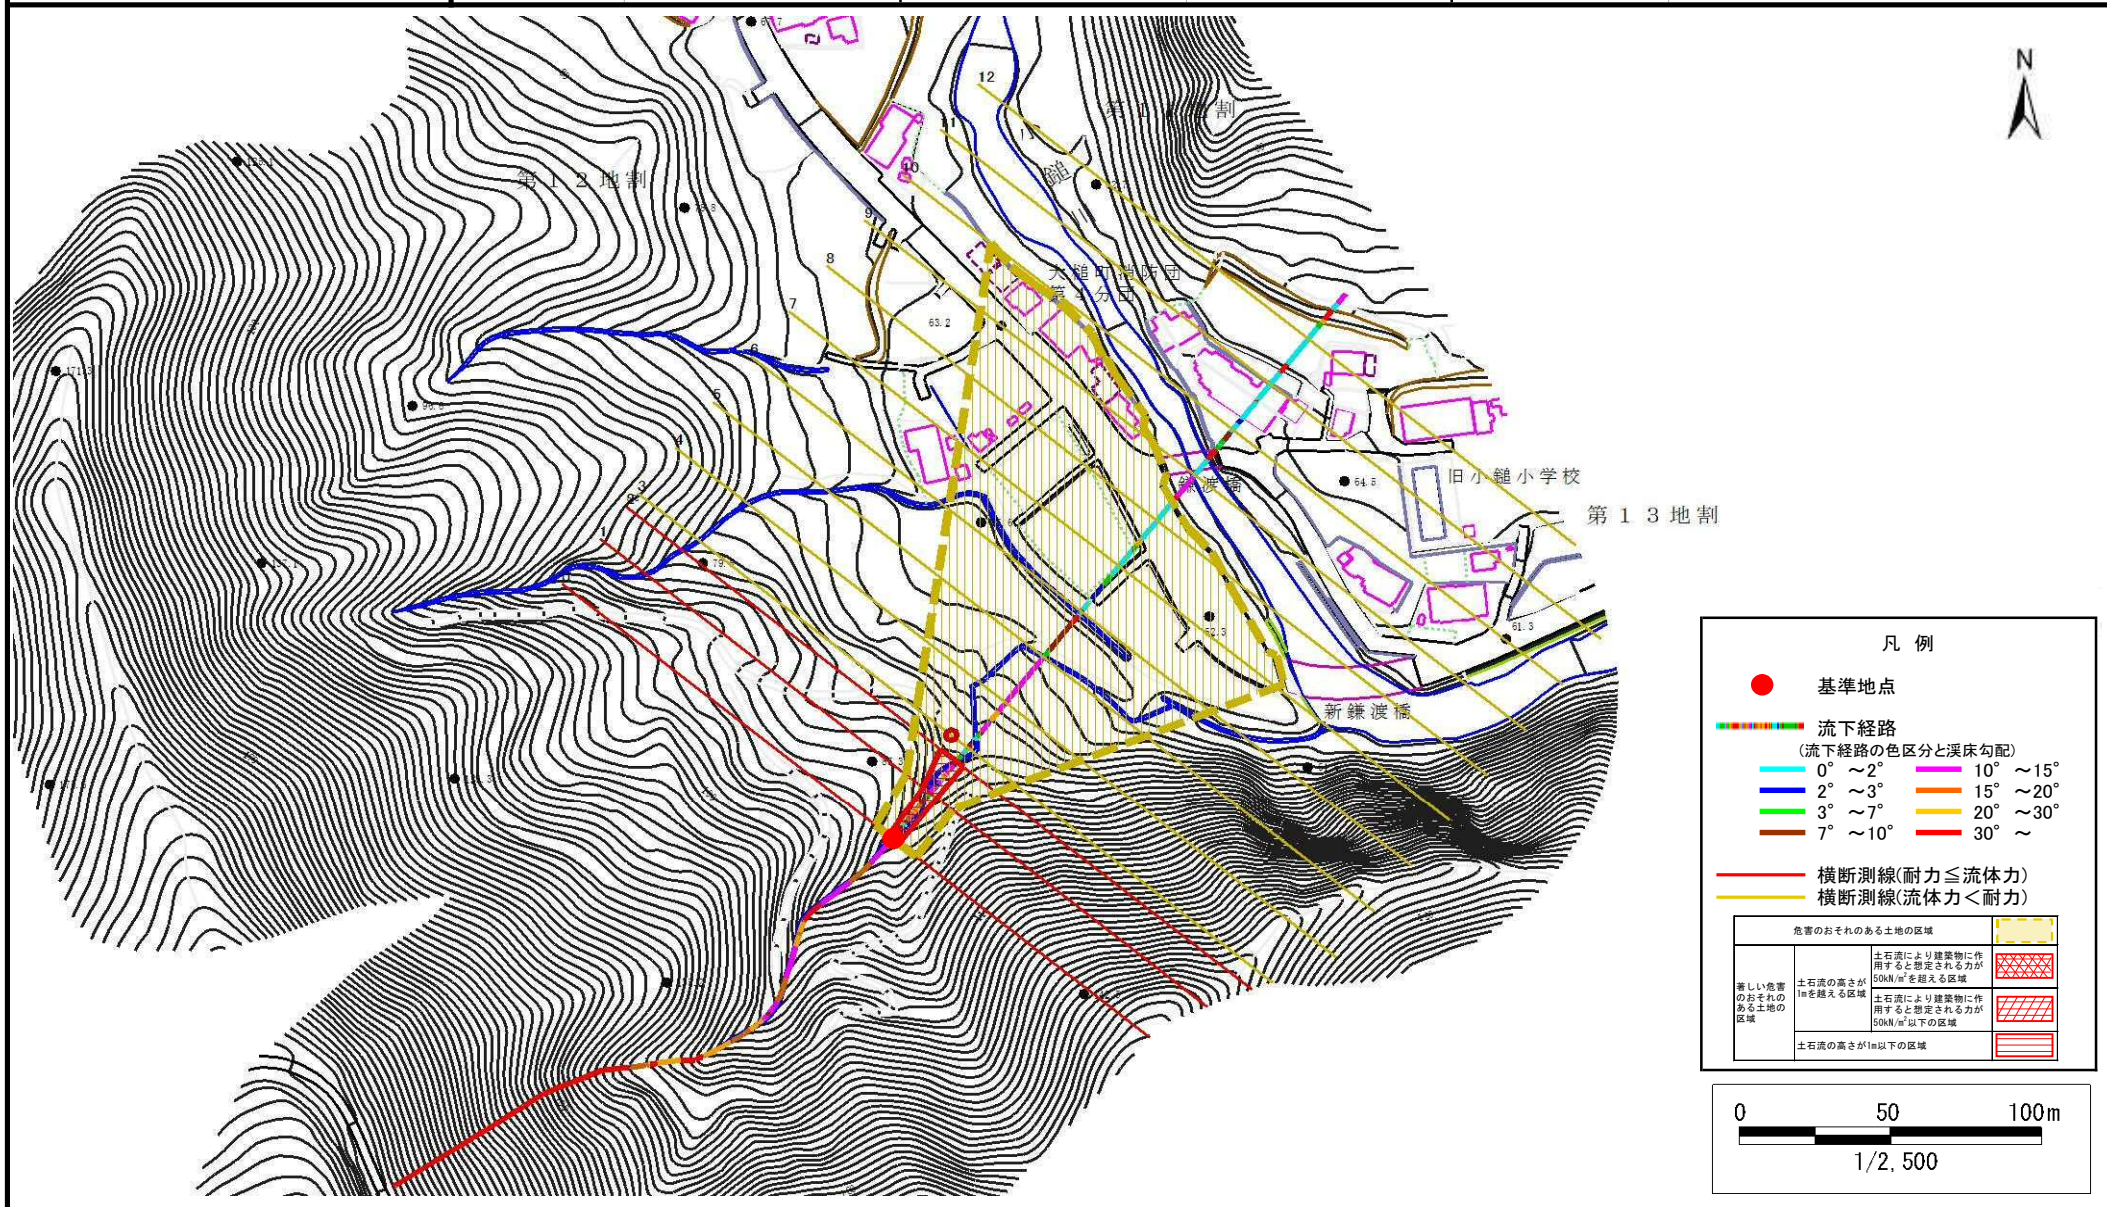 N
12
11
10
9
8
7
6
5
4
3
2
1
0
第12地割
63.2
大槌町消防団
第4分団
小
鎚
川
鎌渡橋
64.5
旧小鎚小学校
第13地割
61.3
新鎌渡橋
凡 例
基準地点
流下経路
(流下経路の色区分と渓床勾配)
0° ～2° 10° ～15°
2° ～3° 15° ～20°
3° ～7° 20° ～30°
7° ～10° 30° ～
横断測線(耐力≦流体力)
横断測線(流体力＜耐力)
危害のおそれのある土地の区域
著しい危害
のおそれの
ある土地の
区域
土石流の高さが
1mを越える区域
土石流により建築物に作
用すると想定される力が
50kN/m²を超える区域
土石流により建築物に作
用すると想定される力が
50kN/m²以下の区域
土石流の高さが1m以下の区域
0 50 100m
1/2,500